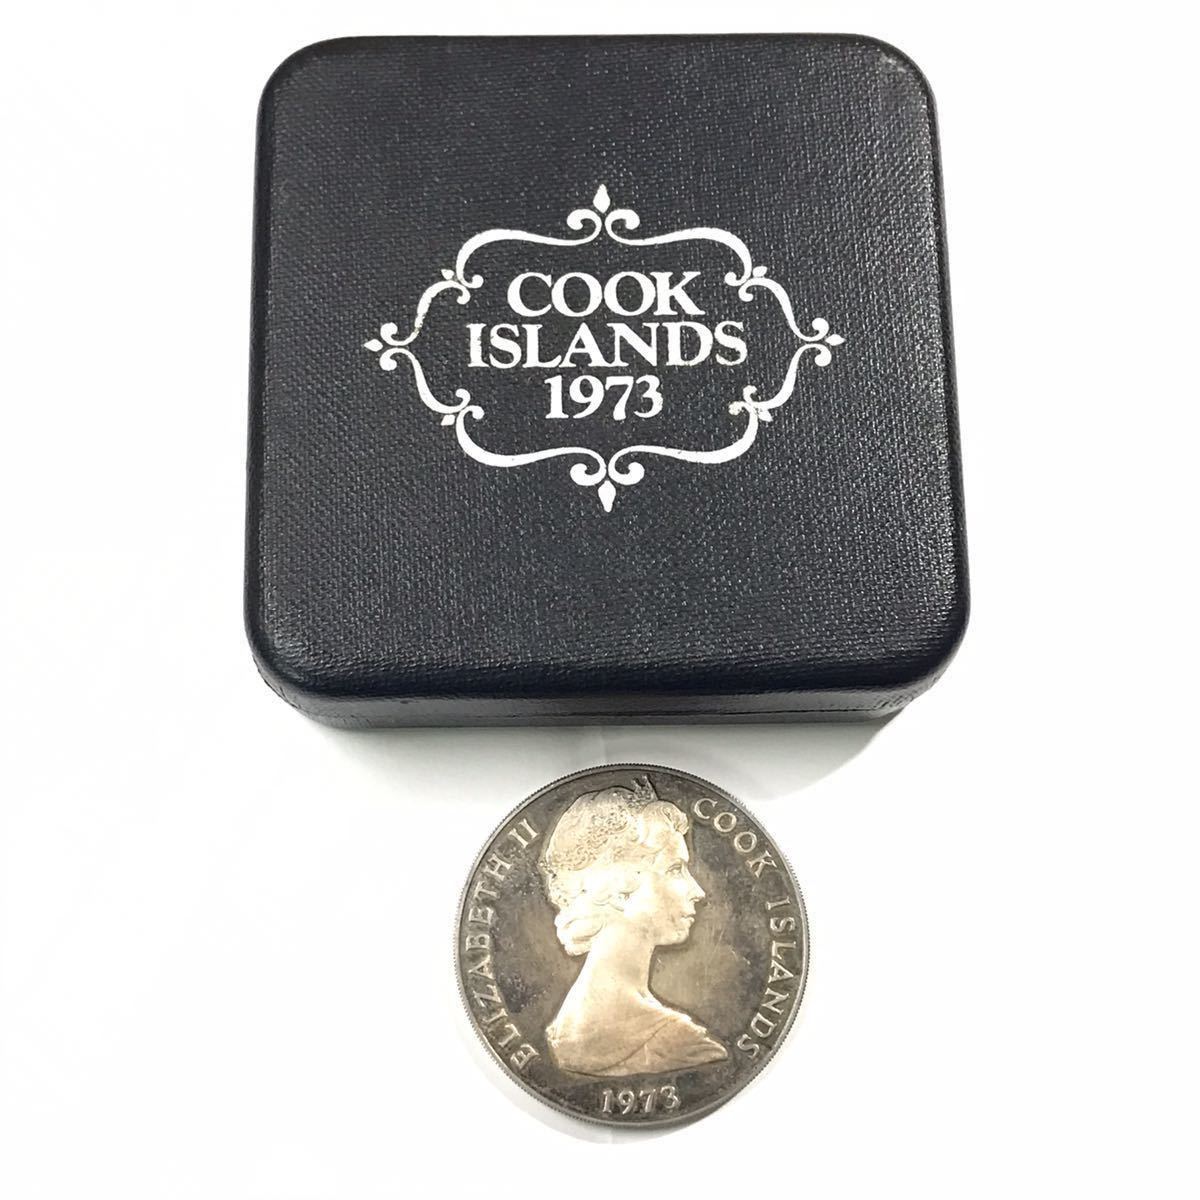 COOK
ISLANDS
1973
ELIZABETH II
COOK ISLANDS
1973